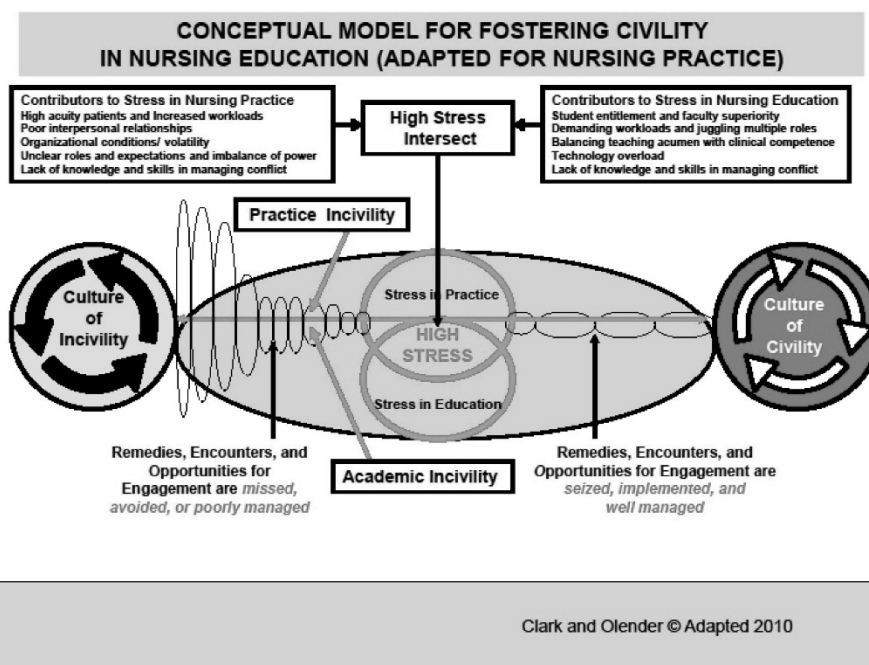 CONCEPTUAL MODEL FOR FOSTERING CIVILITY
IN NURSING EDUCATION (ADAPTED FOR NURSING PRACTICE)
Contributors to Stress in Nursing Practice
High acuity patients and Increased workloads
Poor interpersonal relationships
Organizational conditions/ volatility
Unclear roles and expectations and imbalance of power
Lack of knowledge and skills in managing conflict
High Stress
Intersect
Contributors to Stress in Nursing Education
Student entitlement and faculty superiority
Demanding workloads and juggling multiple roles
Balancing teaching acumen with clinical competence
Technology overload
Lack of knowledge and skills in managing conflict
Practice Incivility
Culture
of
Incivility
Stress in Practice
HIGH
STRESS
Stress in Education
Culture
of
Civility
Remedies, Encounters, and
Opportunities for
Engagement are missed,
avoided, or poorly managed
Academic Incivility
Remedies, Encounters, and
Opportunities for Engagement are
seized, implemented, and
well managed
Clark and Olender © Adapted 2010